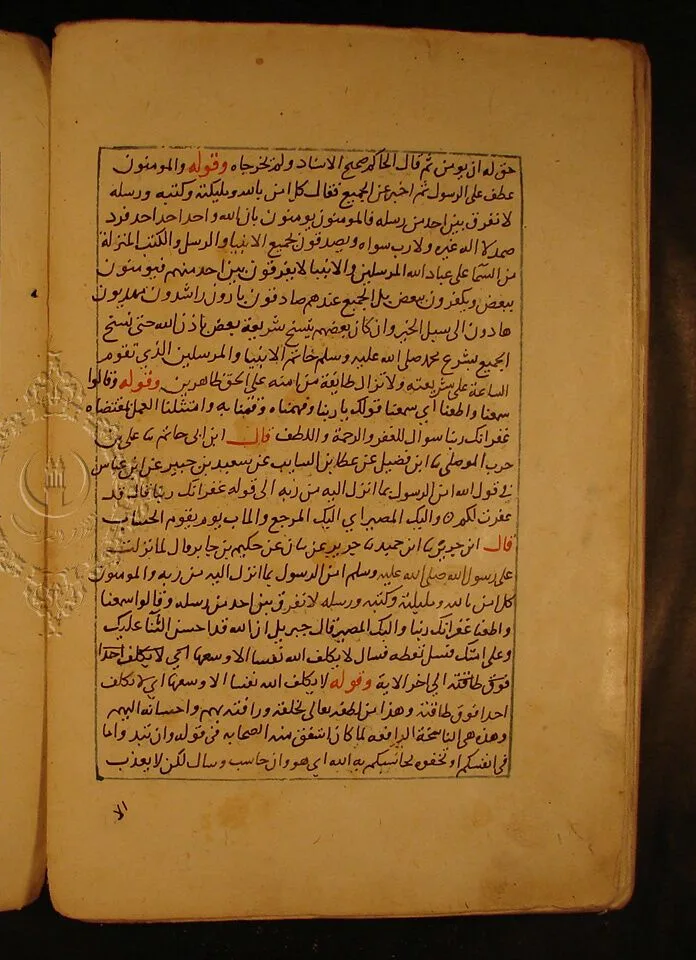 حق له ان يومن ثم قال الحاكم صحيح الاسناد ولم يخرجاه وقوله والمومنون
عطف على الرسول ثم اخبر عن الجميع فقال كل امن بالله ومليكته وكتبه ورسله
لا نفرق بين احد من رسله فالمومنون يومنون بان الله واحد احد فرد
صمد لا اله غيره ولا رب سواه ويصدقون بجميع الانبيا والرسل والكتب المنزلة
من السما على عباد الله المرسلين والانبيا لا يفرقون بين احد منهم فيومنون
ببعض ويكفرون ببعض بل الجميع عندهم صادقون بارون راشدون مهديون
هادون الى سبل الخير وان كان بعضهم ينسخ شريعة بعض باذن الله حتى نسخ
الجميع بشرع محمد صلى الله عليه وسلم خاتم الانبيا والمرسلين الذي تقوم
الساعة على شريعته ولا تزال طايفة من امته على الحق ظاهرين وقوله وقالوا
سمعنا واطعنا اي سمعنا قولك يا ربنا وفهمناه وقمنا به وامتثلنا العمل بمقتضاه
غفرانك ربنا سوال للغفر والرحمة واللطف قال ابن ابي حاتم ثنا علي بن
حرب الموصلي ثنا ابن فضيل عن عطا بن السايب عن سعيد بن جبير عن ابن عباس
في قول الله امن الرسول بما انزل اليه من ربه الى قوله غفرانك ربنا قال قد
غفرت لكم واليك المصير اي اليك المرجع والماب يوم يقوم الحساب
قال ابن جرير ثنا ابن حميد ثنا جرير عن بيان عن حكيم بن جابر قال لما نزلت
على رسول الله صلى الله عليه وسلم امن الرسول بما انزل اليه من ربه والمومنون
كل امن بالله ومليكته وكتبه ورسله لا نفرق بين احد من رسله وقالوا سمعنا
واطعنا غفرانك ربنا واليك المصير قال جبريل ان الله قد احسن الثنا عليك
وعلى امتك فسل تعطه فسال لا يكلف الله نفسا الا وسعها اي لا يكلف احدا
فوق طاقته الى اخر الاية وقوله لا يكلف الله نفسا الا وسعها اي لا يكلف
احدا فوق طاقته وهذا من لطفه تعالى بخلقه ورافته بهم واحسانه اليهم
وهذه هي الناسخة الرافعه لما كان اشفق منه الصحابه في قوله وان تبدوا ما
في انفسكم او تخفوه يحاسبكم به الله اي هو وان حاسب وسال لكن لا يعذب
الا